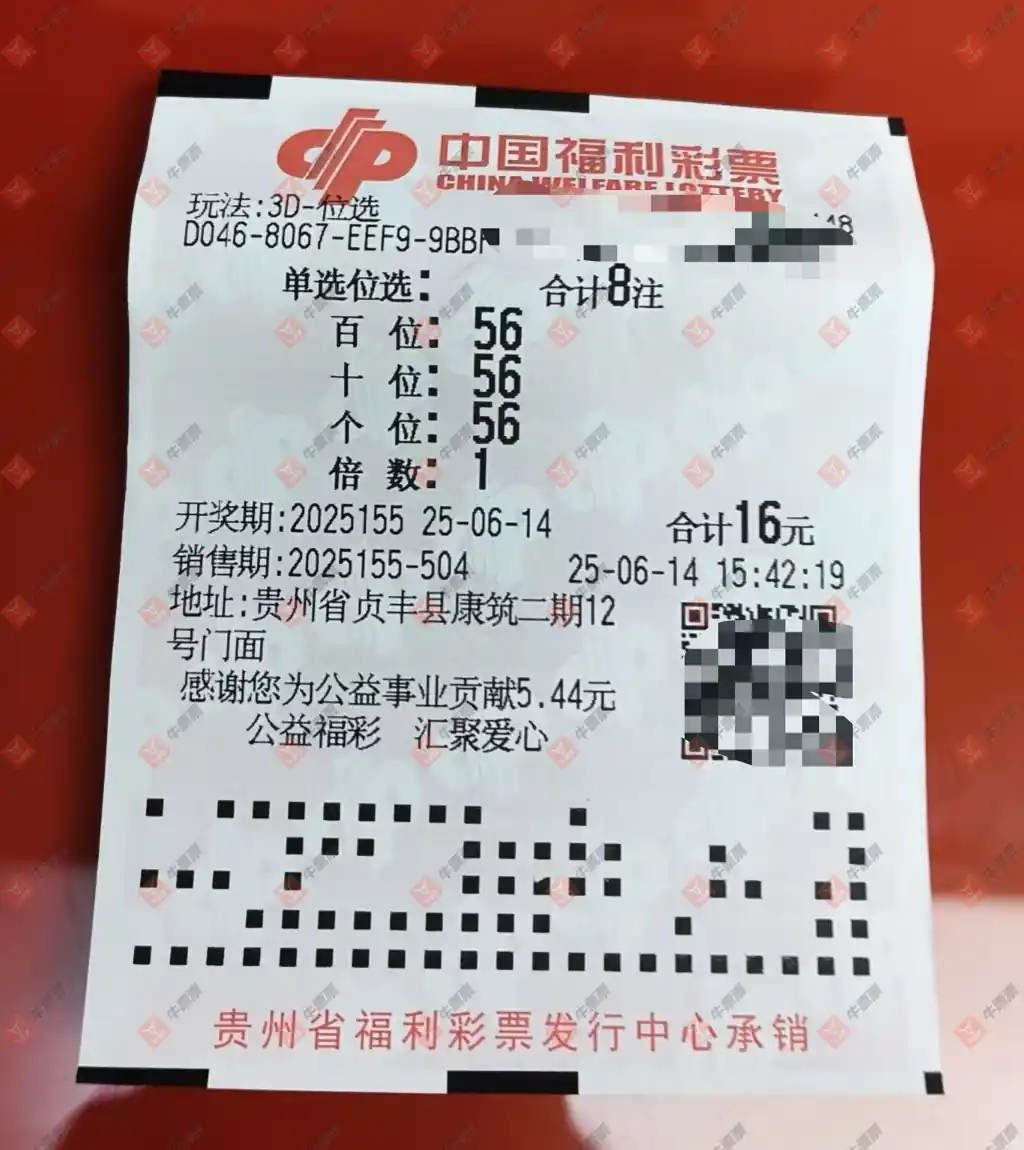 中国福利彩票
CHINA WELFARE LOTTERY
玩法:3D-位选
D046-8067-EEF9-9BB
48
单选位选: 合计8注
百 位: 56
十 位: 56
个 位: 56
倍 数: 1
开奖期:2025155 25-06-14 合计16元
销售期:2025155-504 25-06-14 15:42:19
地址:贵州省贞丰县康筑二期12
号门面
感谢您为公益事业贡献5.44元
公益福彩 汇聚爱心
贵州省福利彩票发行中心承销
牛票票